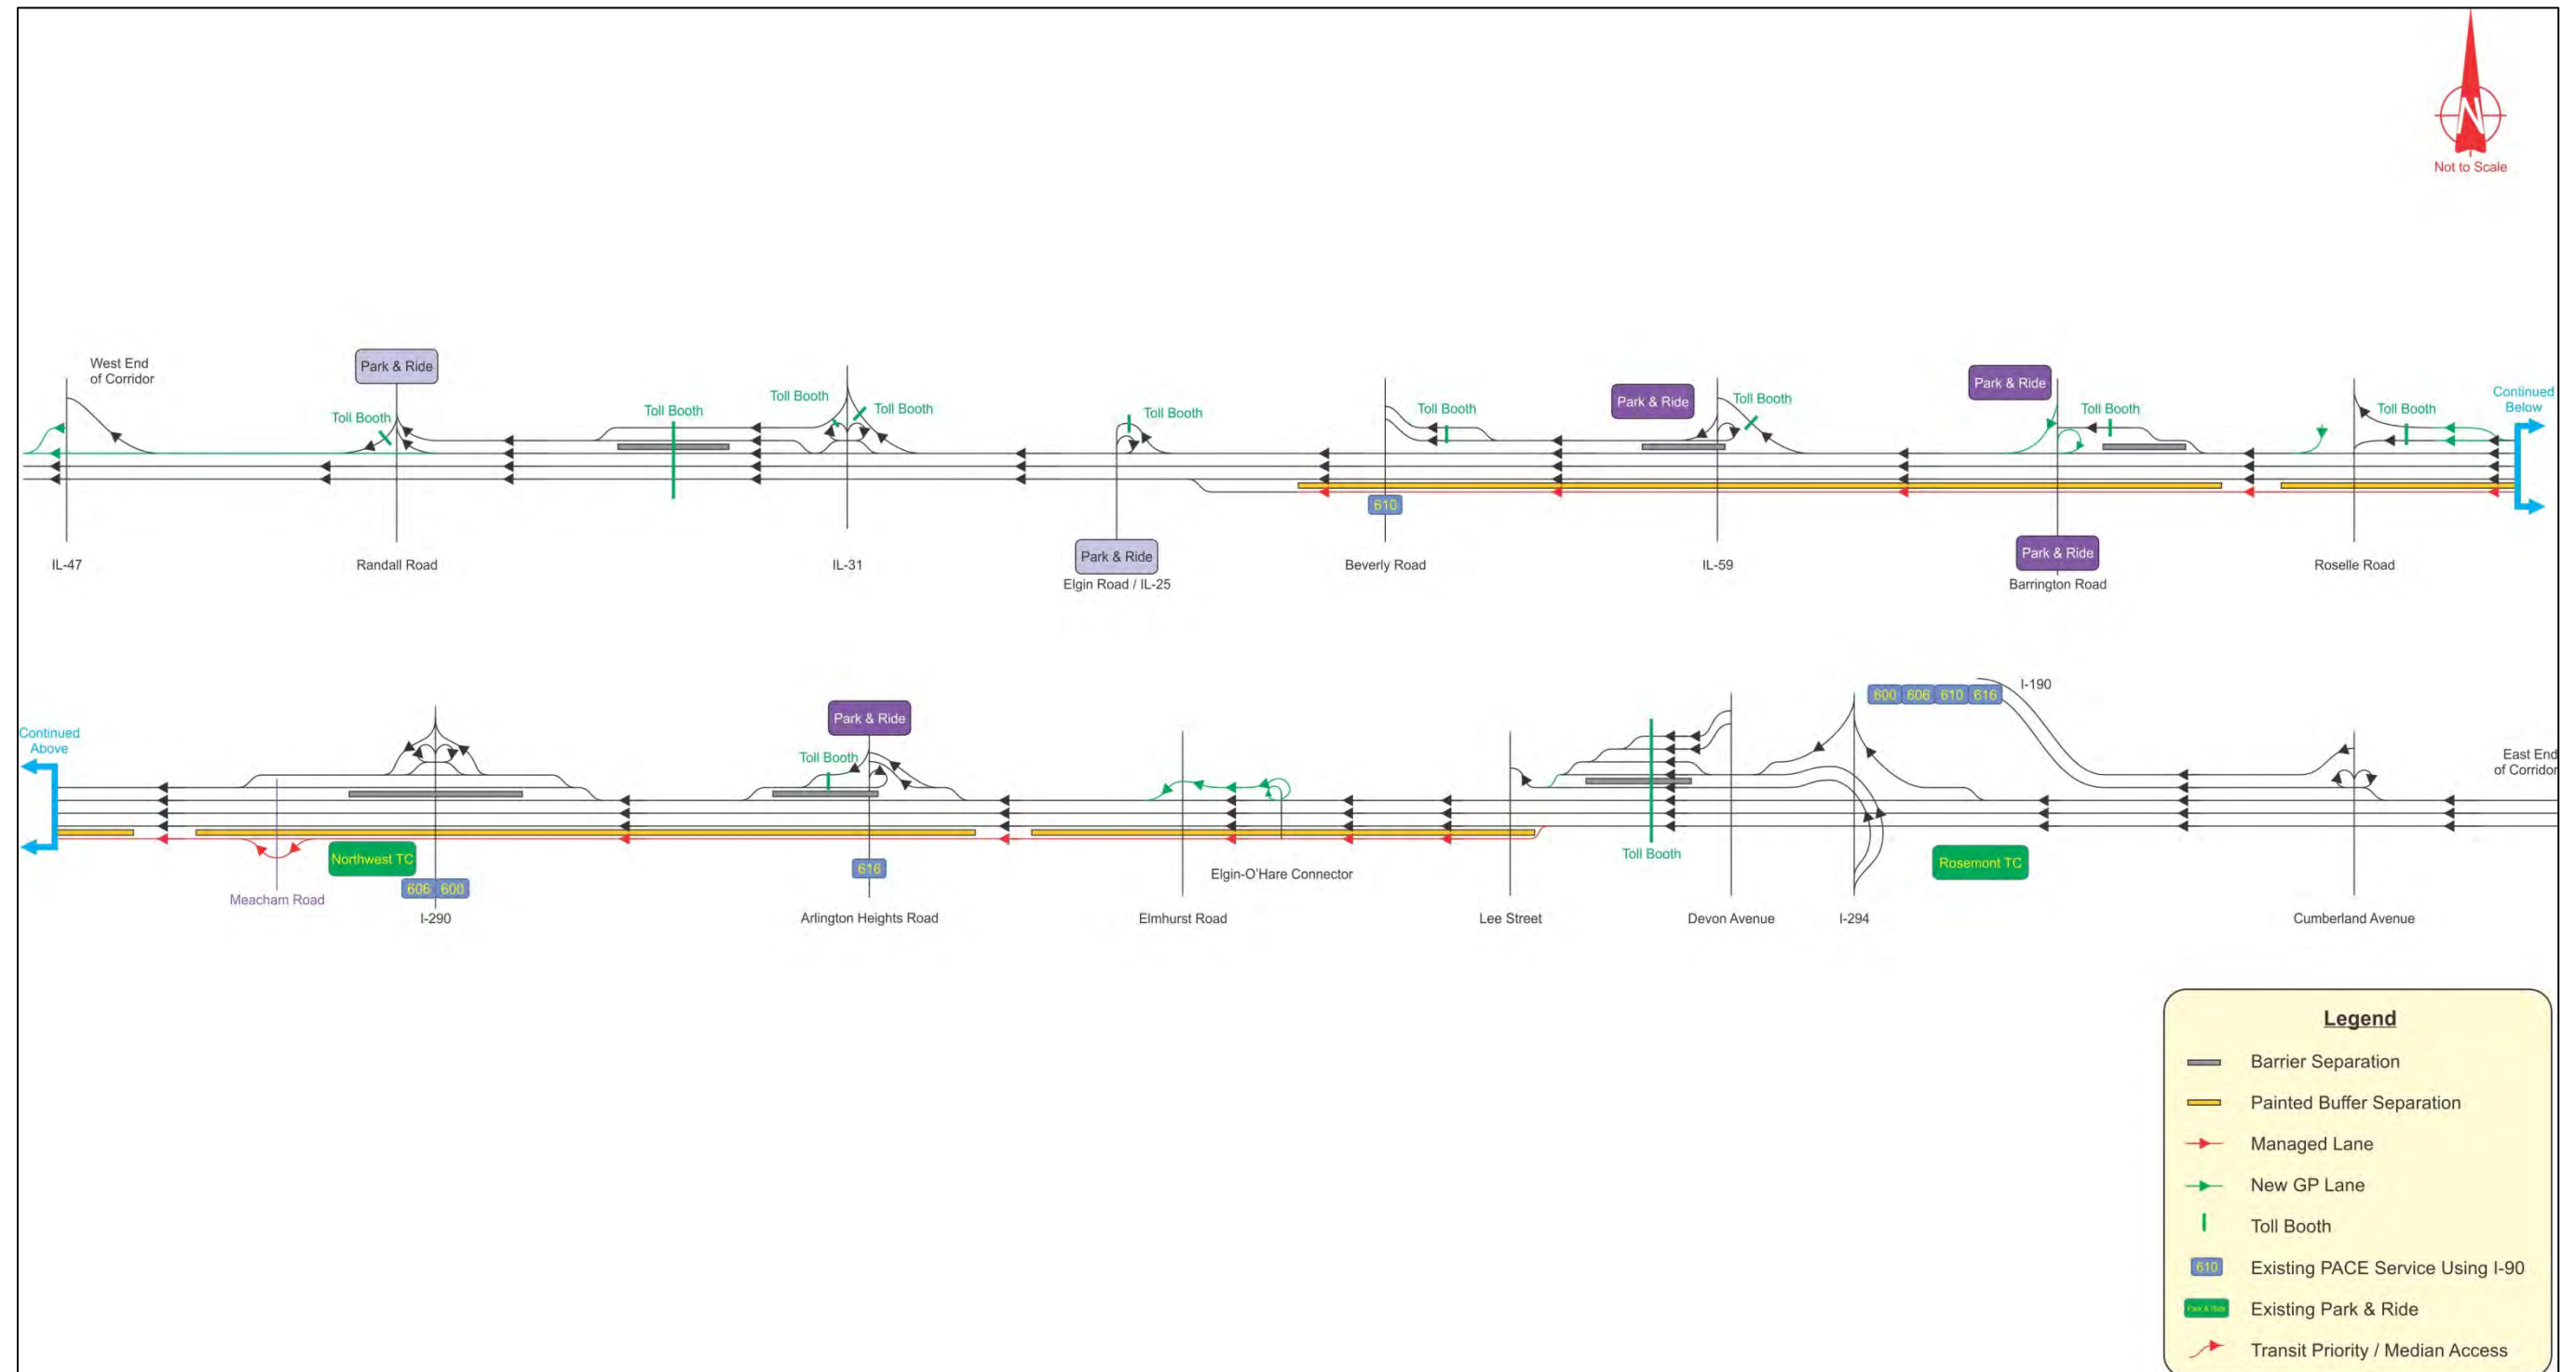 N
Not to Scale
West End
of Corridor
Park & Ride
Toll Booth
Toll Booth
Toll Booth
Toll Booth
Toll Booth
Toll Booth
Park & Ride
Toll Booth
Park & Ride
Toll Booth
Toll Booth
Continued
Below
610
Park & Ride
Park & Ride
IL-47
Randall Road
IL-31
Elgin Road / IL-25
Beverly Road
IL-59
Barrington Road
Roselle Road
Continued
Above
Park & Ride
Toll Booth
600 606 610 616
I-190
East End
of Corridor
Northwest TC
606 600
616
Elgin-O'Hare Connector
Toll Booth
Rosemont TC
Meacham Road
I-290
Arlington Heights Road
Elmhurst Road
Lee Street
Devon Avenue
I-294
Cumberland Avenue
Legend
Barrier Separation
Painted Buffer Separation
Managed Lane
New GP Lane
Toll Booth
610 Existing PACE Service Using I-90
Park & Ride Existing Park & Ride
Transit Priority / Median Access